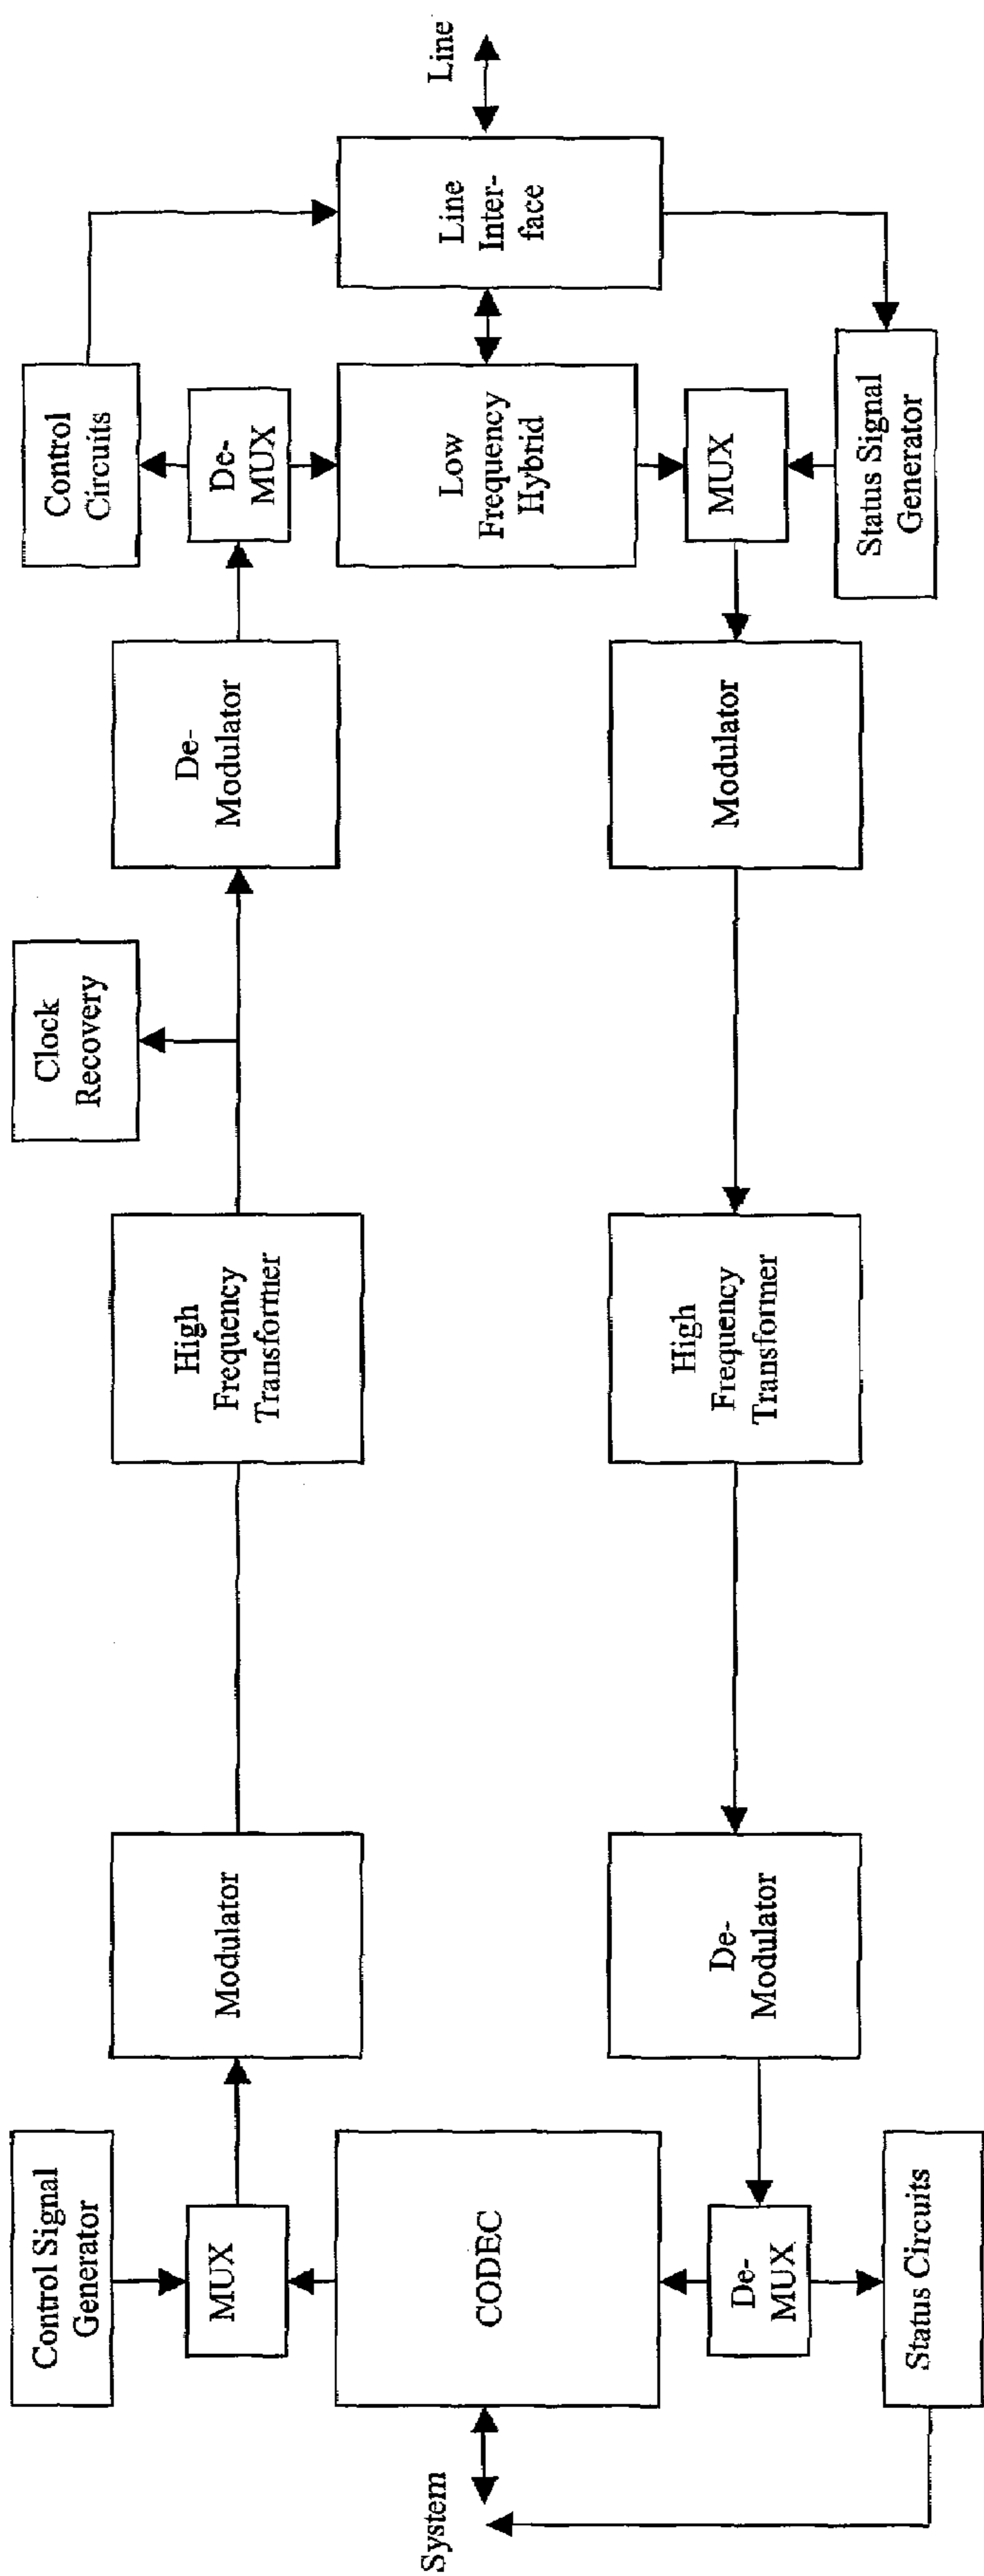 Control Signal
Generator
Clock
Recovery
Control
Circuits
MUX
Modulator
High
Frequency
Transformer
De-
Modulator
De-
MUX
System
CODEC
Low
Frequency
Hybrid
Line
Inter-
face
Line
De-
MUX
De-
Modulator
High
Frequency
Transformer
Modulator
MUX
Status Circuits
Status Signal
Generator